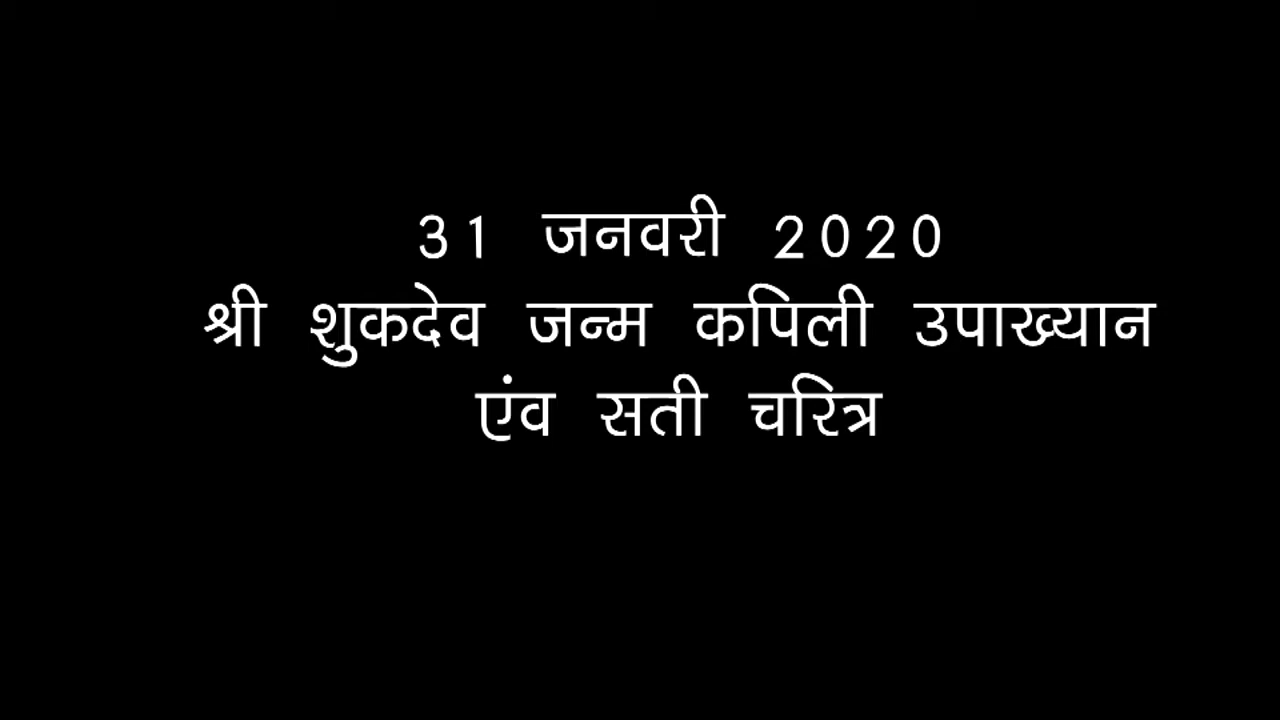 31 जनवरी 2020
श्री शुकदेव जन्म कपिली उपाख्यान
एंव सती चरित्र